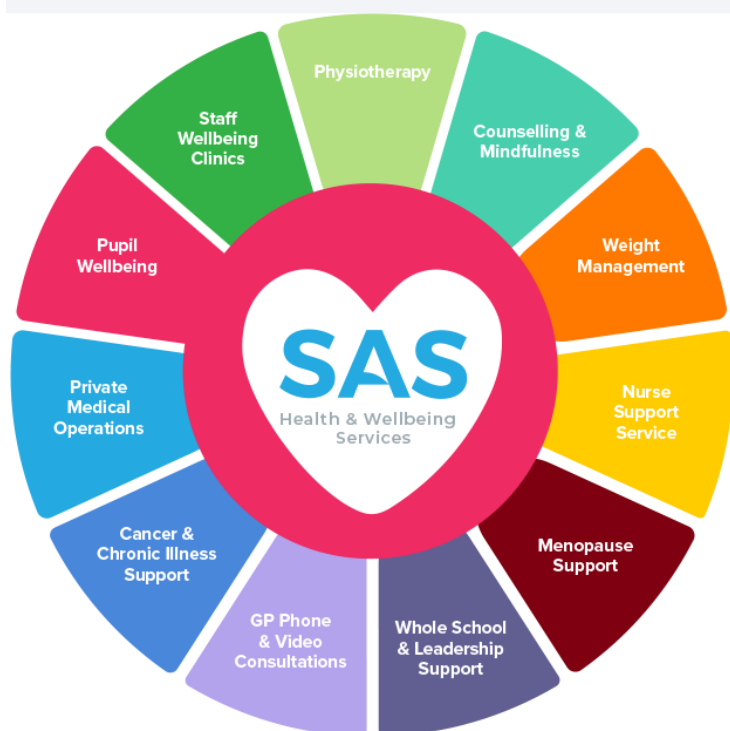 Physiotherapy
Counselling &
Mindfulness
Weight
Management
Nurse
Support
Service
Menopause
Support
Whole School
& Leadership
Support
GP Phone
& Video
Consultations
Cancer &
Chronic Illness
Support
Private
Medical
Operations
Pupil
Wellbeing
Staff
Wellbeing
Clinics
SAS
Health & Wellbeing
Services